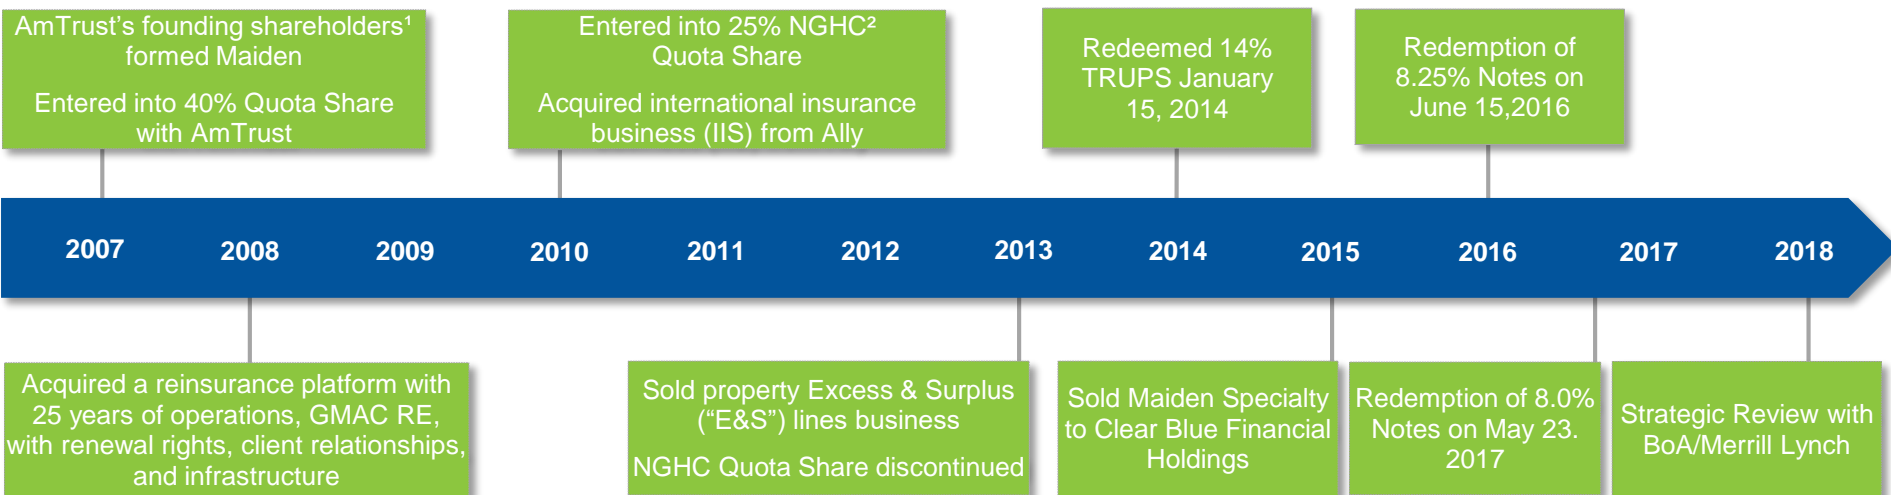 AmTrust's founding shareholders¹
formed Maiden
Entered into 40% Quota Share
with AmTrust
Entered into 25% NGHC²
Quota Share
Acquired international insurance
business (IIS) from Ally
Redeemed 14%
TRUPS January
15, 2014
Redemption of
8.25% Notes on
June 15,2016
2007 2008 2009 2010 2011 2012 2013 2014 2015 2016 2017 2018
Acquired a reinsurance platform with
25 years of operations, GMAC RE,
with renewal rights, client relationships,
and infrastructure
Sold property Excess & Surplus
(“E&S”) lines business
NGHC Quota Share discontinued
Sold Maiden Specialty
to Clear Blue Financial
Holdings
Redemption of 8.0%
Notes on May 23.
2017
Strategic Review with
BoA/Merrill Lynch